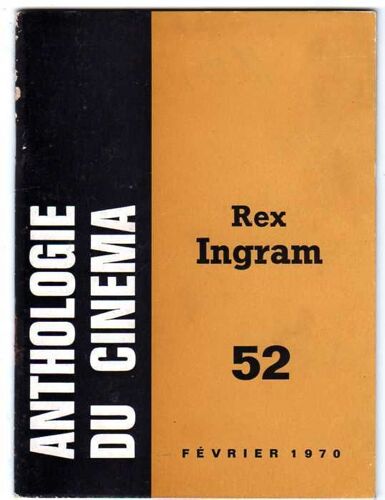 ANTHOLOGIE
DU CINEMA
Rex
Ingram
52
FÉVRIER 1970